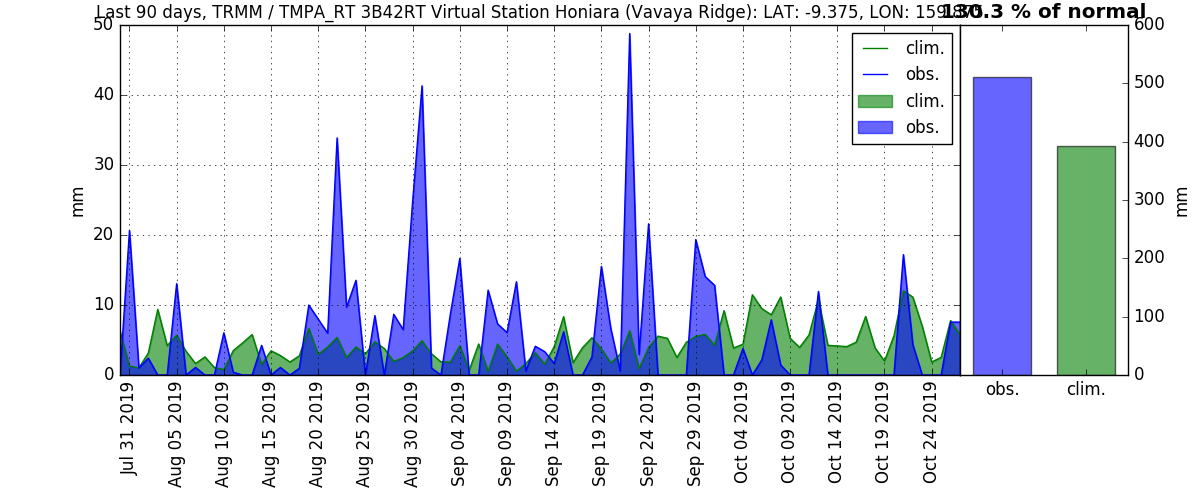 Last 90 days, TRMM / TMPA_RT 3B42RT Virtual Station Honiara (Vavaya Ridge): LAT: -9.375, LON: 159.875
130.3 % of normal
50
40
30
20
10
0
mm
clim.
obs.
clim.
obs.
600
500
400
300
200
100
0
mm
obs.
clim.
Jul 31 2019
Aug 05 2019
Aug 10 2019
Aug 15 2019
Aug 20 2019
Aug 25 2019
Aug 30 2019
Sep 04 2019
Sep 09 2019
Sep 14 2019
Sep 19 2019
Sep 24 2019
Sep 29 2019
Oct 04 2019
Oct 09 2019
Oct 14 2019
Oct 19 2019
Oct 24 2019